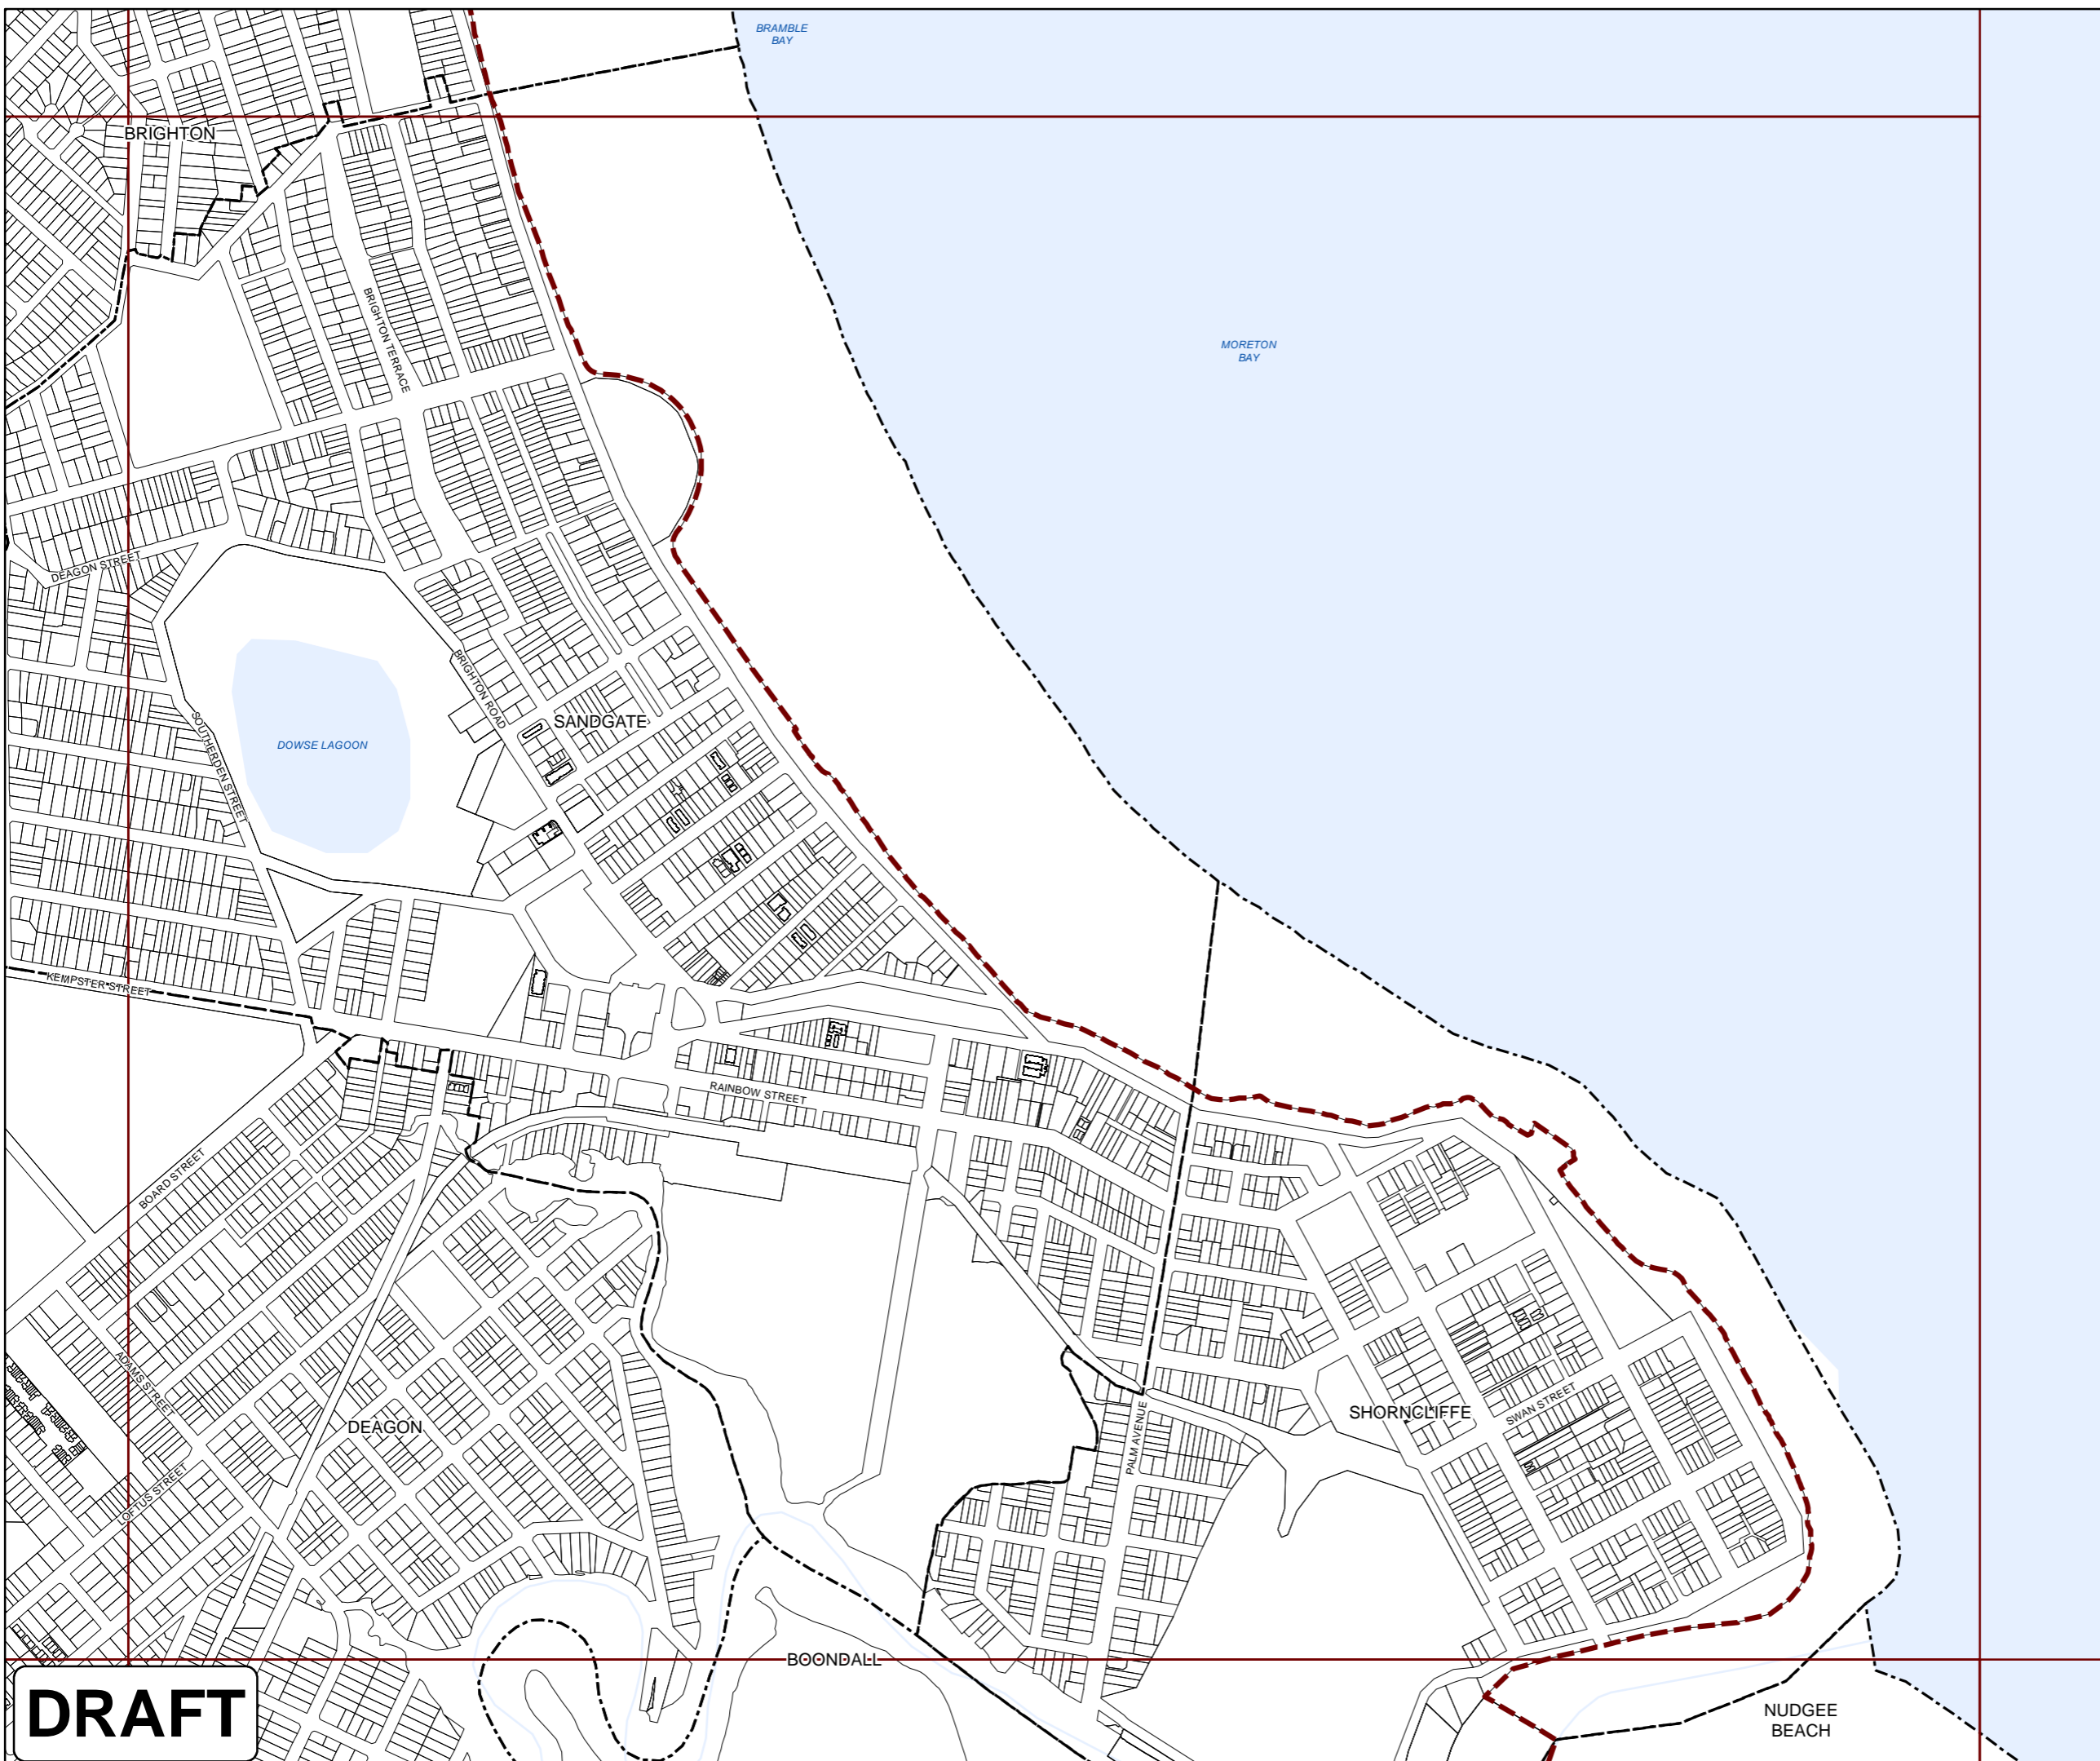 BRAMBLE
BAY
BRIGHTON
MORETON
BAY
BRIGHTON TERRACE
DEAGON STREET
BRIGHTON ROAD
SANDGATE
SOUTHERDEN STREET
DOWSE LAGOON
KEMPSTER STREET
RAINBOW STREET
BOARD STREET
ADAMS STREET
DEAGON
SHORNCLIFFE
SWAN STREET
PALM AVENUE
LOFTUS STREET
BOONDALL
DRAFT
NUDGEE
BEACH